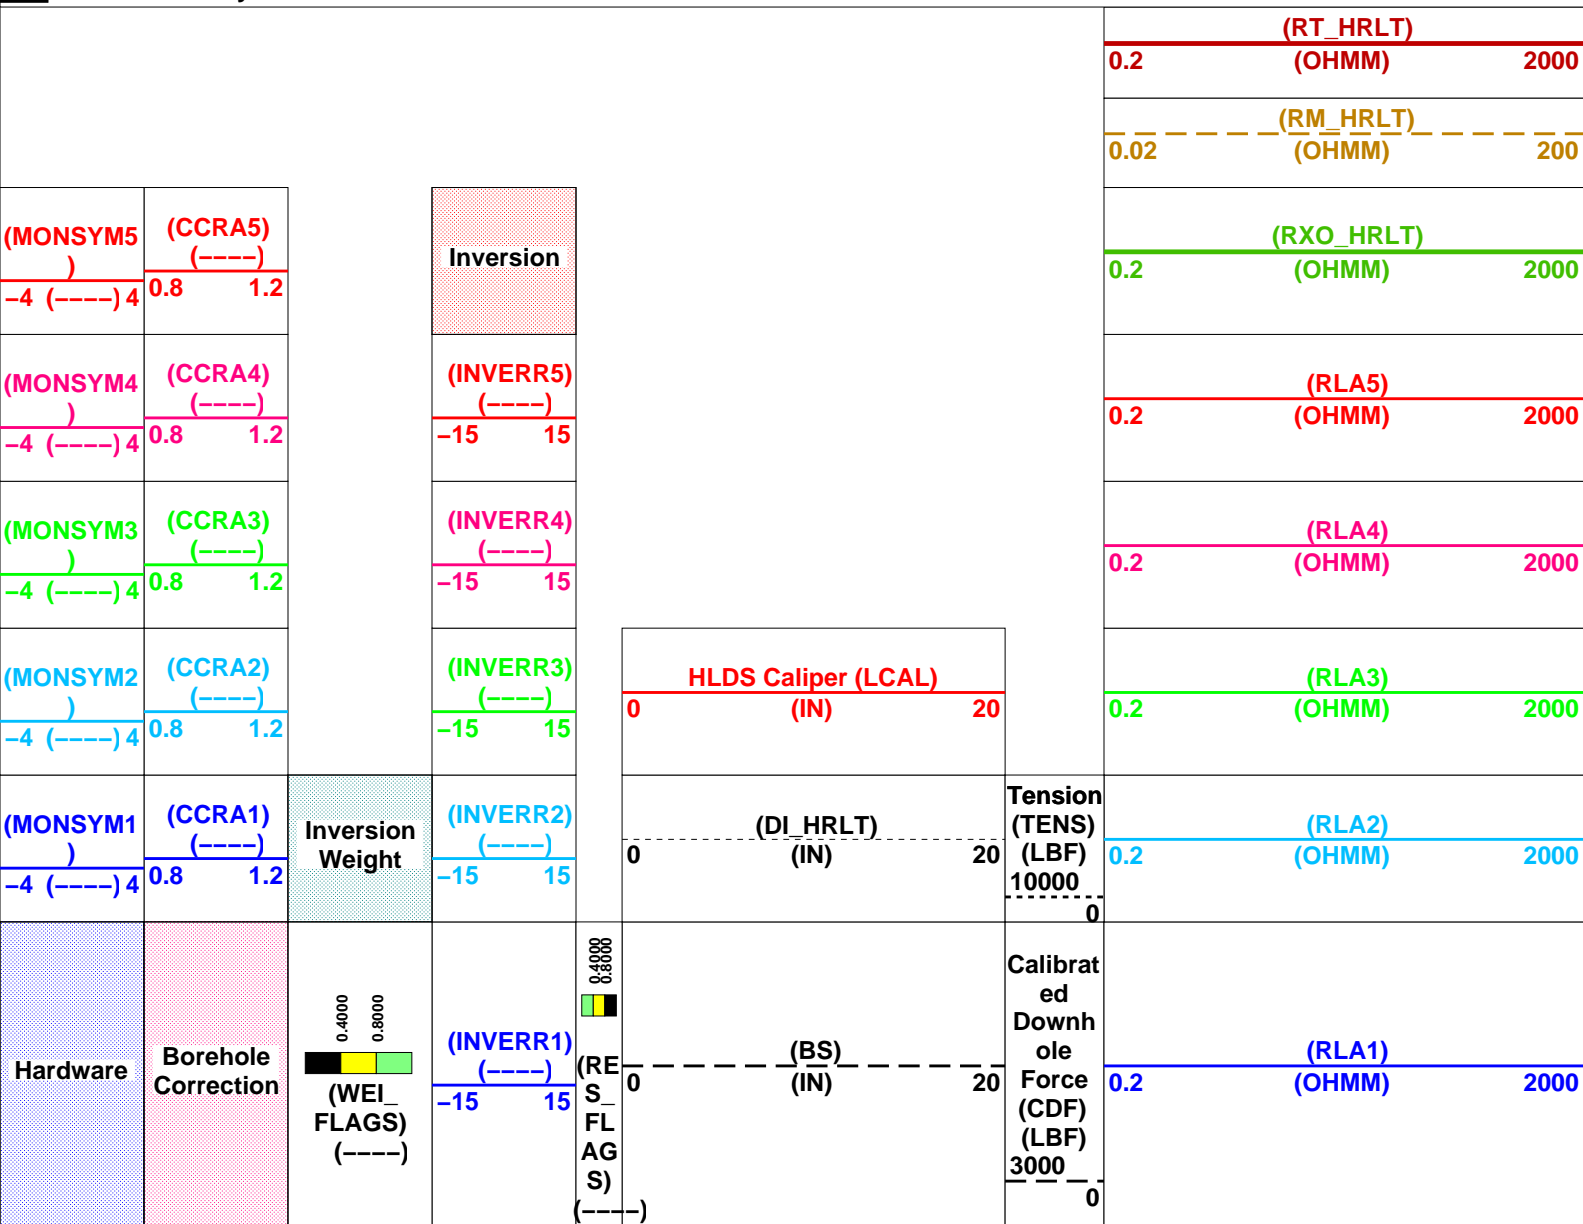 (RT_HRLT)
0.2 (OHMM) 2000
(RM_HRLT)
0.02 (OHMM) 200
(MONSYM5
)
−4 (−−−−) 4
(CCRA5)
(−−−−)
0.8 1.2
Inversion
(RXO_HRLT)
0.2 (OHMM) 2000
(MONSYM4
)
−4 (−−−−) 4
(CCRA4)
(−−−−)
0.8 1.2
(INVERR5)
(−−−−)
−15 15
(RLA5)
0.2 (OHMM) 2000
(MONSYM3
)
−4 (−−−−) 4
(CCRA3)
(−−−−)
0.8 1.2
(INVERR4)
(−−−−)
−15 15
(RLA4)
0.2 (OHMM) 2000
(MONSYM2
)
−4 (−−−−) 4
(CCRA2)
(−−−−)
0.8 1.2
(INVERR3)
(−−−−)
−15 15
HLDS Caliper (LCAL)
0 (IN) 20
(RLA3)
0.2 (OHMM) 2000
(MONSYM1
)
−4 (−−−−) 4
(CCRA1)
(−−−−)
0.8 1.2
Inversion
Weight
(INVERR2)
(−−−−)
−15 15
(DI_HRLT)
0 (IN) 20
Tension
(TENS)
(LBF)
10000
0
(RLA2)
0.2 (OHMM) 2000
Hardware
Borehole
Correction
0.4000
0.8000
(WEI_
FLAGS)
(−−−−)
(INVERR1)
(−−−−)
−15 15
0.4000
0.8000
(RE
S_
FL
AG
S)
(−−−−)
(BS)
0 (IN) 20
Calibrat
ed
Downh
ole
Force
(CDF)
(LBF)
3000
0
(RLA1)
0.2 (OHMM) 2000